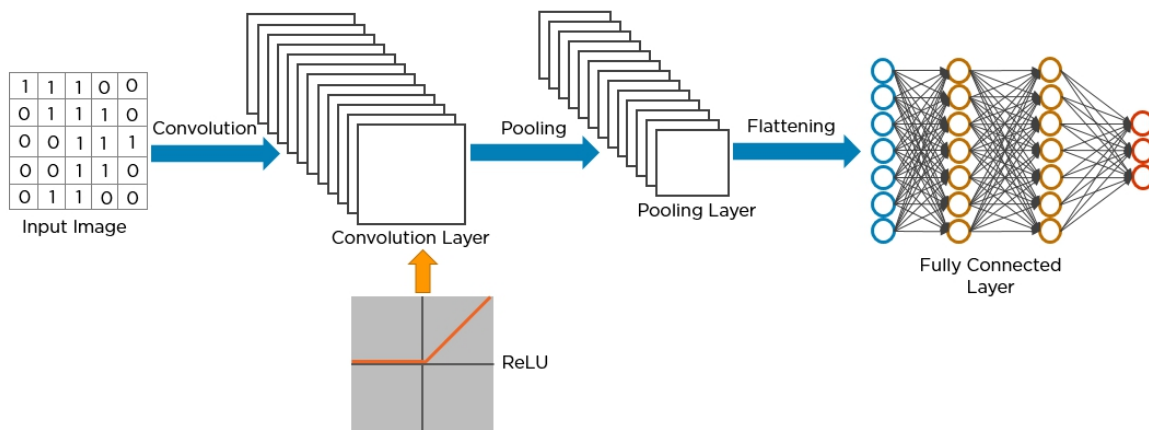 1 1 1 0 0
0 1 1 1 0
0 0 1 1 1
0 0 1 1 0
0 1 1 0 0
Input Image
Convolution
Convolution Layer
ReLU
Pooling
Pooling Layer
Flattening
Fully Connected
Layer